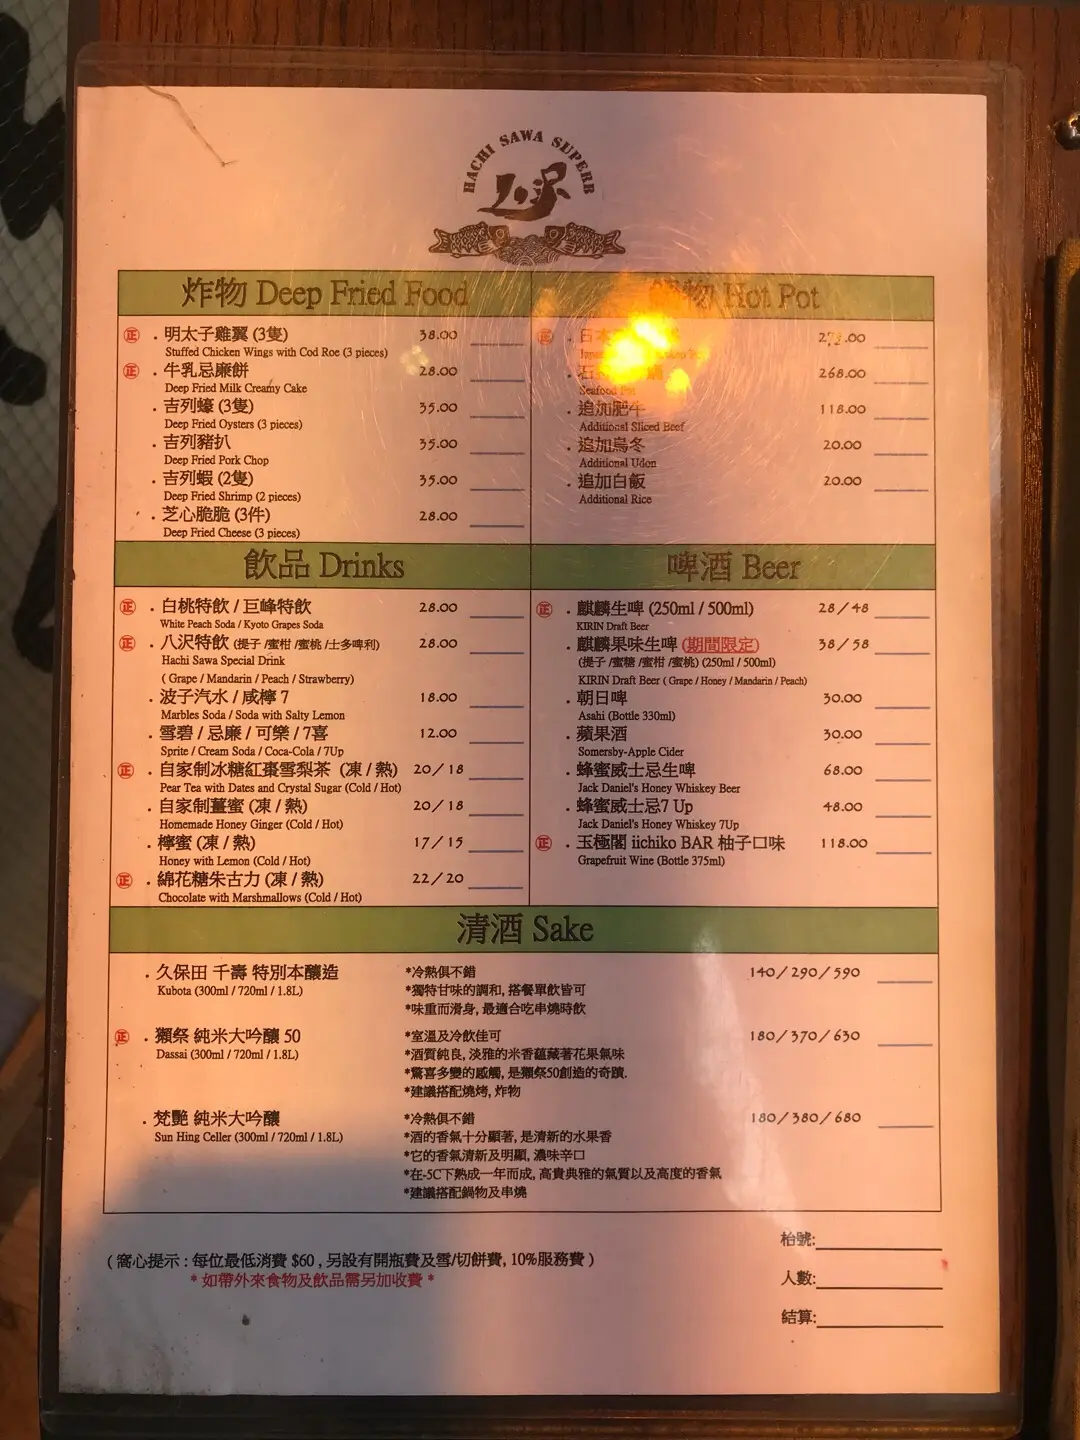 HACHI SAWA SUPERB
八沢
炸物 Deep Fried Food
正 . 明太子雞翼 (3隻) 38.00
Stuffed Chicken Wings with Cod Roe (3 pieces)
正 . 牛乳忌廉餅 28.00
Deep Fried Milk Creamy Cake
. 吉列蠔 (3隻) 35.00
Deep Fried Oysters (3 pieces)
. 吉列豬扒 35.00
Deep Fried Pork Chop
. 吉列蝦 (2隻) 35.00
Deep Fried Shrimp (2 pieces)
. 芝心脆脆 (3件) 28.00
Deep Fried Cheese (3 pieces)
物 Hot Pot
正 . 日本
268.00
Seafood Pot
. 追加肥牛 118.00
Additional Sliced Beef
. 追加烏冬 20.00
Additional Udon
. 追加白飯 20.00
Additional Rice
飲品 Drinks
正 . 白桃特飲 / 巨峰特飲 28.00
White Peach Soda / Kyoto Grapes Soda
正 . 八沢特飲 (提子 /蜜柑 /蜜桃 /士多啤利) 28.00
Hachi Sawa Special Drink
( Grape / Mandarin / Peach / Strawberry)
. 波子汽水 / 咸檸 7 18.00
Marbles Soda / Soda with Salty Lemon
. 雪碧 / 忌廉 / 可樂 / 7喜 12.00
Sprite / Cream Soda / Coca-Cola / 7Up
正 . 自家制冰糖紅棗雪梨茶 (凍 / 熱) 20/18
Pear Tea with Dates and Crystal Sugar (Cold / Hot)
. 自家制薑蜜 (凍 / 熱) 20/18
Homemade Honey Ginger (Cold / Hot)
. 檸蜜 (凍 / 熱) 17/15
Honey with Lemon (Cold / Hot)
正 . 綿花糖朱古力 (凍 / 熱) 22/20
Chocolate with Marshmallows (Cold / Hot)
啤酒 Beer
正 . 麒麟生啤 (250ml / 500ml) 28/48
KIRIN Draft Beer
. 麒麟果味生啤 (期間限定) 38/58
(提子 /蜜糖 /蜜柑 /蜜桃) (250ml / 500ml)
KIRIN Draft Beer ( Grape / Honey / Mandarin / Peach)
. 朝日啤 30.00
Asahi (Bottle 330ml)
. 蘋果酒 30.00
Somersby-Apple Cider
. 蜂蜜威士忌生啤 68.00
Jack Daniel's Honey Whiskey Beer
. 蜂蜜威士忌7 Up 48.00
Jack Daniel's Honey Whiskey 7Up
正 . 玉極閣 iichiko BAR 柚子口味 118.00
Grapefruit Wine (Bottle 375ml)
清酒 Sake
. 久保田 千壽 特別本釀造 *冷熱俱不錯 140/290/590
Kubota (300ml / 720ml / 1.8L) *獨特甘味的調和, 搭餐單飲皆可
*味重而滑身, 最適合吃串燒時飲
正 . 獺祭 純米大吟釀 50 *室溫及冷飲佳可 180/370/630
Dassai (300ml / 720ml / 1.8L) *酒質純良, 淡雅的米香蘊藏著花果氣味
*驚喜多變的感觸, 是獺祭50創造的奇蹟.
*建議搭配燒烤, 炸物
. 梵艷 純米大吟釀 *冷熱俱不錯 180/380/680
Sun Hing Celler (300ml / 720ml / 1.8L) *酒的香氣十分顯著, 是清新的水果香
*它的香氣清新及明顯, 濃味辛口
*在-5C下熟成一年而成, 高貴典雅的氣質以及高度的香氣
*建議搭配鍋物及串燒
( 窩心提示 : 每位最低消費 $60 , 另設有開瓶費及雪/切餅費, 10%服務費 )
* 如帶外來食物及飲品需另加收費 *
枱號:
人數:
結算: